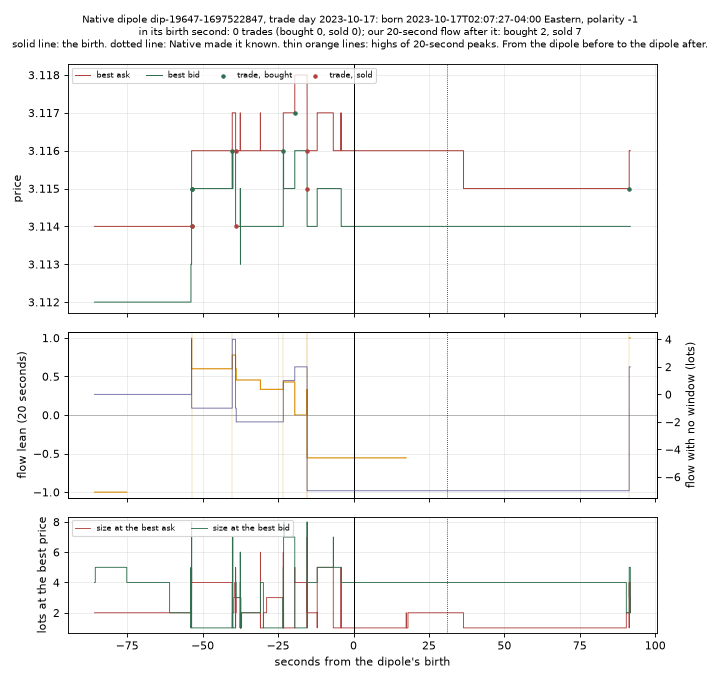 Native dipole dip-19647-1697522847, trade day 2023-10-17: born 2023-10-17T02:07:27-04:00 Eastern, polarity -1
in its birth second: 0 trades (bought 0, sold 0); our 20-second flow after it: bought 2, sold 7
solid line: the birth. dotted line: Native made it known. thin orange lines: highs of 20-second peaks. From the dipole before to the dipole after.
best ask
best bid
trade, bought
trade, sold
3.118
3.117
3.116
3.115
3.114
3.113
3.112
price
1.0
0.5
0.0
−0.5
−1.0
flow lean (20 seconds)
4
2
0
−2
−4
−6
flow with no window (lots)
size at the best ask
size at the best bid
8
6
4
2
lots at the best price
−75
−50
−25
0
25
50
75
100
seconds from the dipole's birth